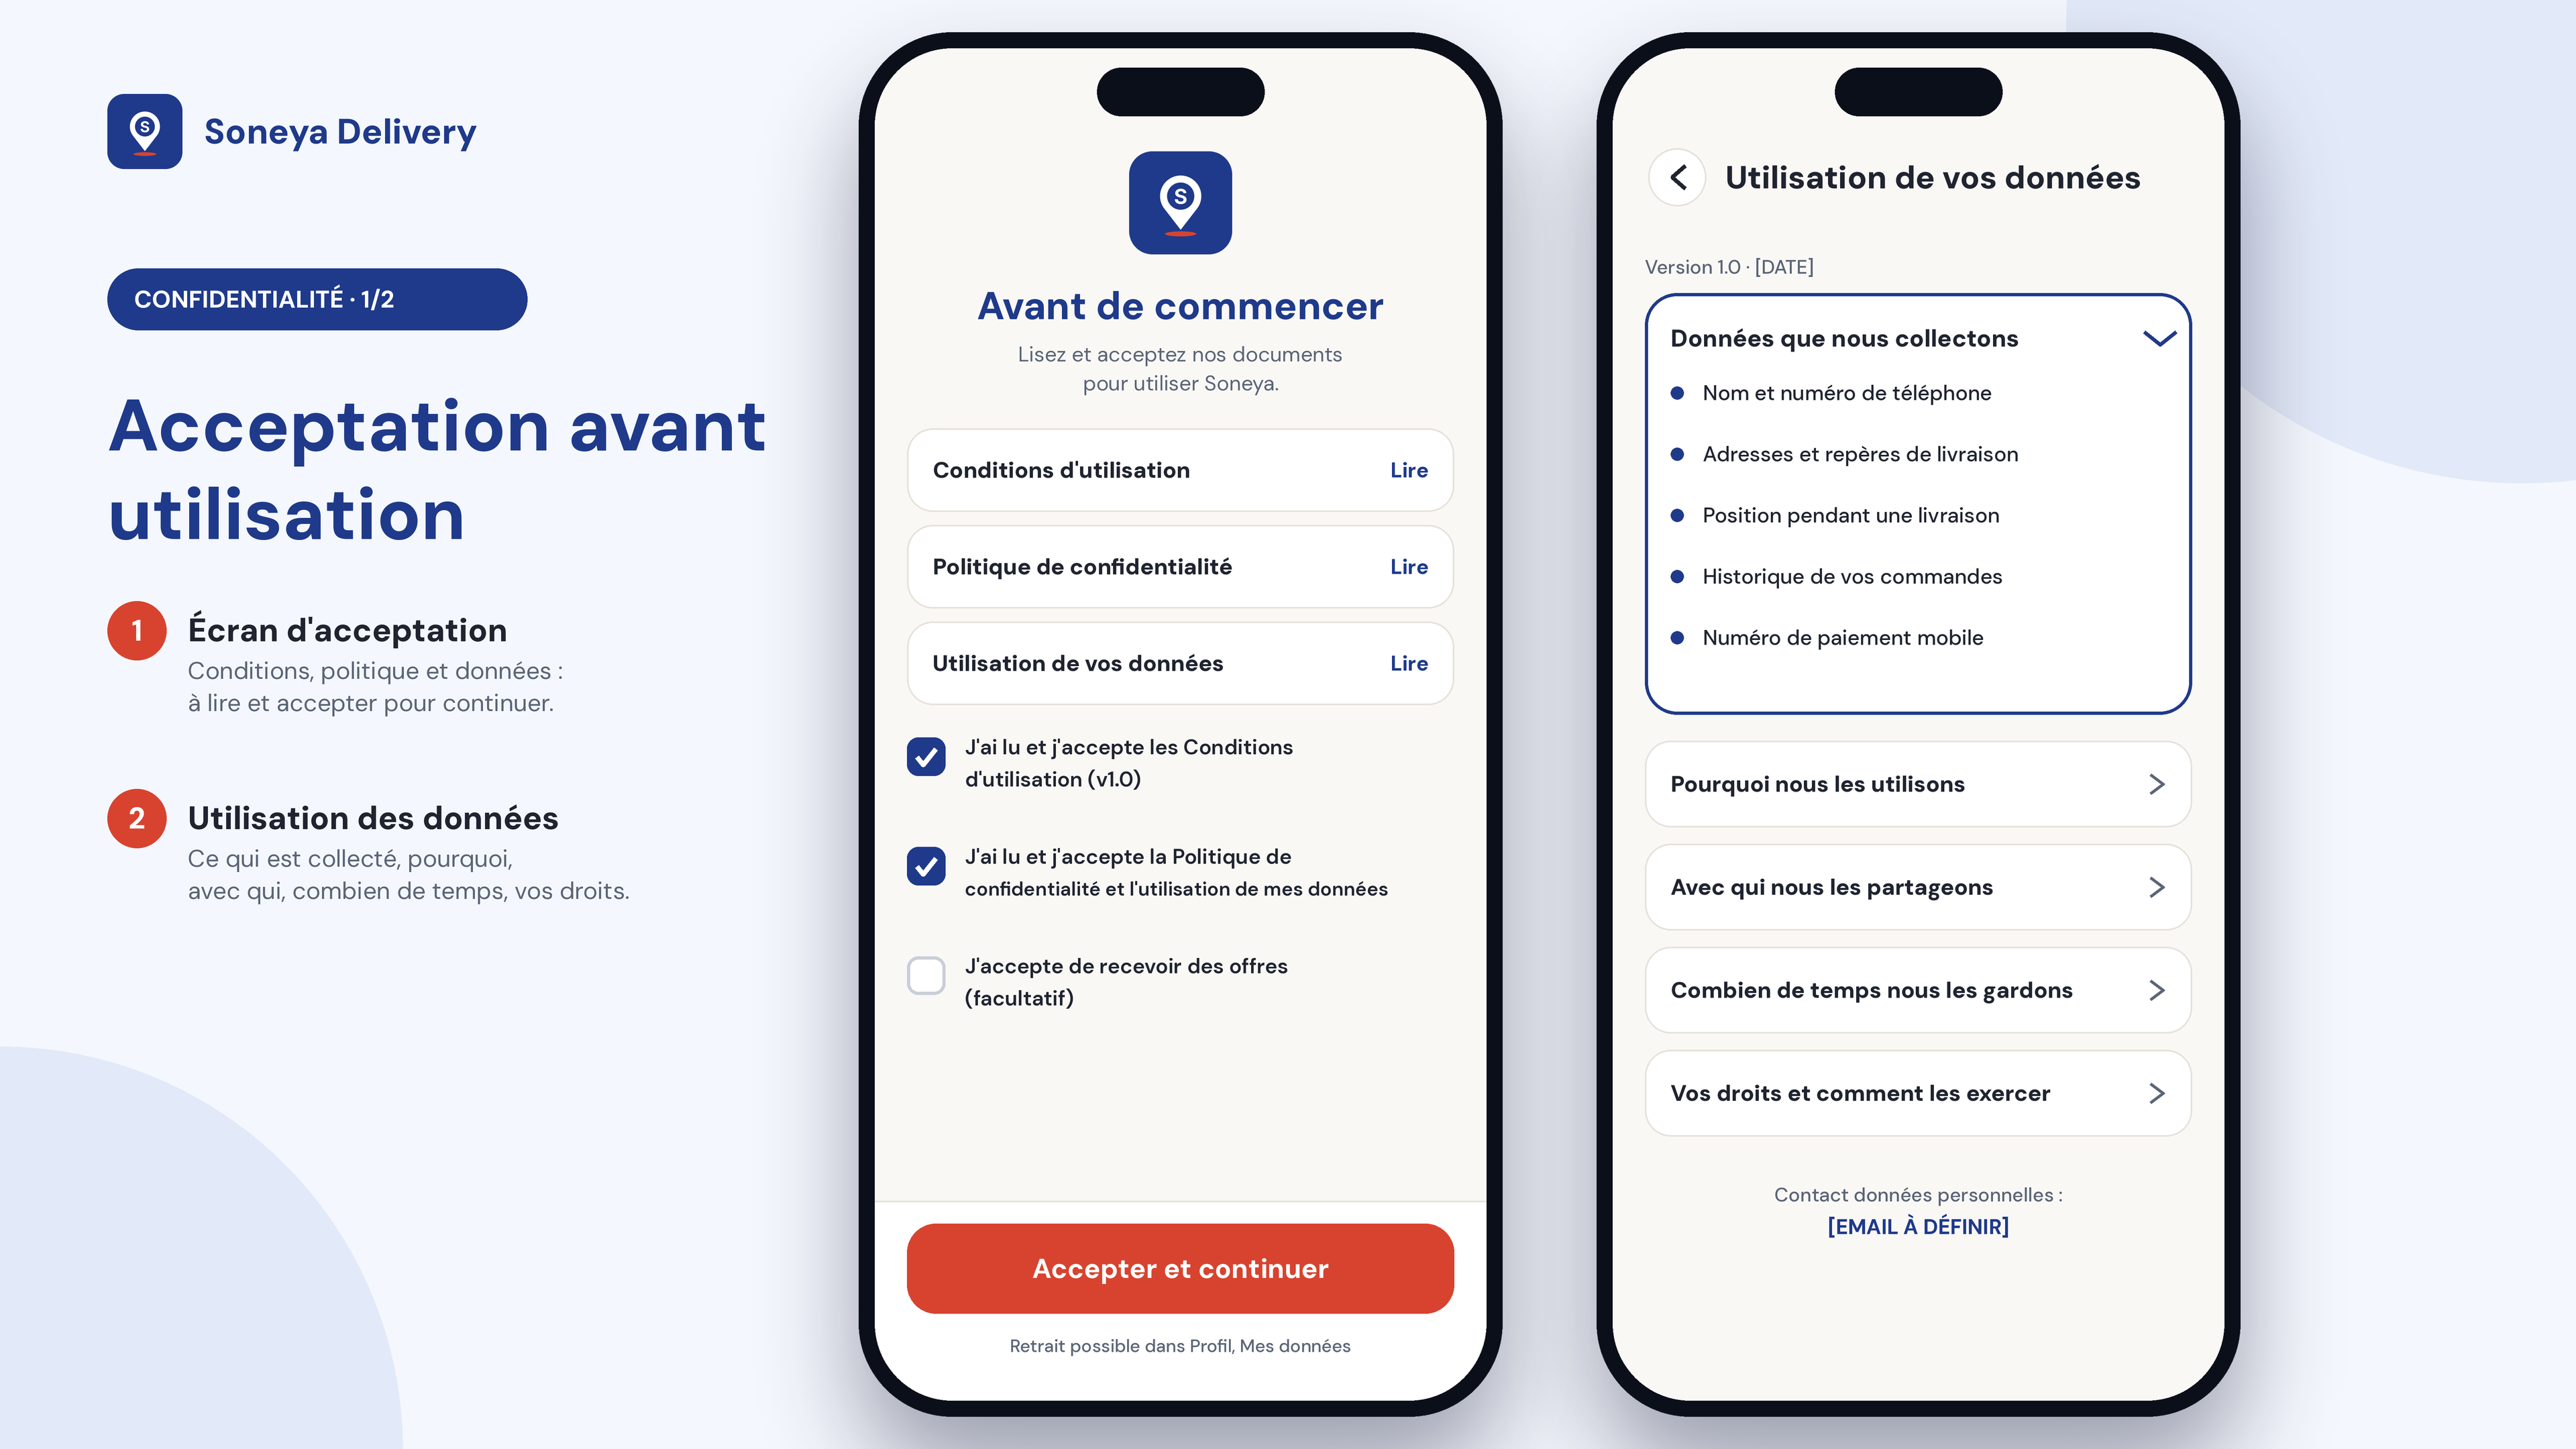 S
Soneya Delivery
CONFIDENTIALITÉ · 1/2
Acceptation avant
utilisation
1
Écran d'acceptation
Conditions, politique et données :
à lire et accepter pour continuer.
2
Utilisation des données
Ce qui est collecté, pourquoi,
avec qui, combien de temps, vos droits.
S
Avant de commencer
Lisez et acceptez nos documents
pour utiliser Soneya.
Conditions d'utilisation Lire
Politique de confidentialité Lire
Utilisation de vos données Lire
J'ai lu et j'accepte les Conditions
d'utilisation (v1.0)
J'ai lu et j'accepte la Politique de
confidentialité et l'utilisation de mes données
J'accepte de recevoir des offres
(facultatif)
Accepter et continuer
Retrait possible dans Profil, Mes données
Utilisation de vos données
Version 1.0 · [DATE]
Données que nous collectons
Nom et numéro de téléphone
Adresses et repères de livraison
Position pendant une livraison
Historique de vos commandes
Numéro de paiement mobile
Pourquoi nous les utilisons
Avec qui nous les partageons
Combien de temps nous les gardons
Vos droits et comment les exercer
Contact données personnelles :
[EMAIL À DÉFINIR]